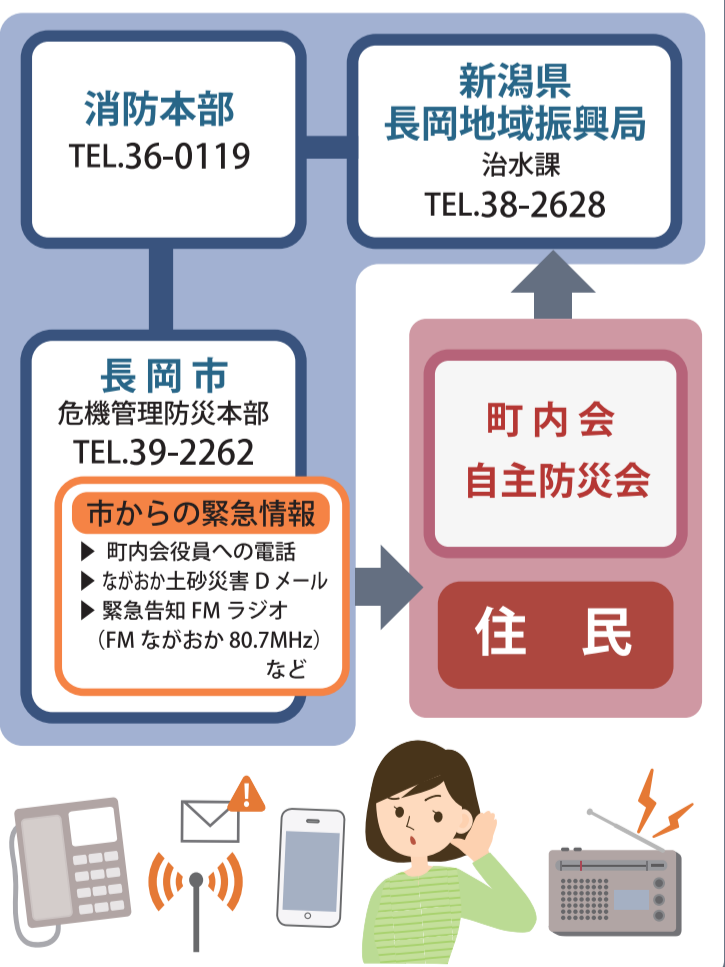 消防本部
TEL.36-0119
新潟県
長岡地域振興局
治水課
TEL.38-2628
長岡市
危機管理防災本部
TEL.39-2262
市からの緊急情報
▶ 町内会役員への電話
▶ ながおか土砂災害 D メール
▶ 緊急告知 FM ラジオ
（FM ながおか 80.7MHz）
など
町内会
自主防災会
住 民